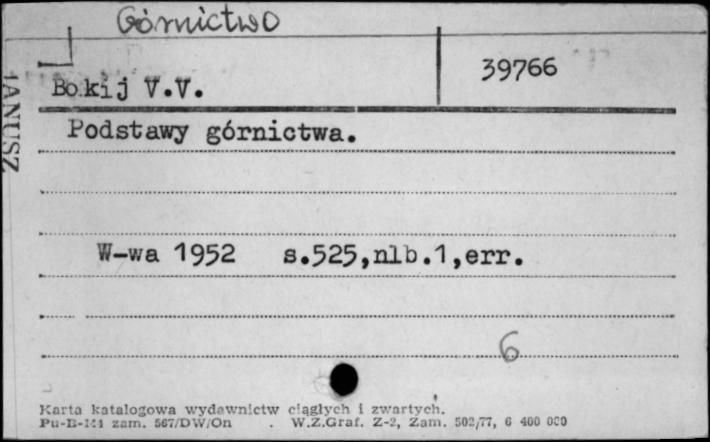 Górnictwo
39766
Bokij V.V.
JANUSZ
Podstawy górnictwa.
W-wa 1952 s.525,nlb.1,err.
6
Karta katalogowa wydawnictw ciągłych i zwartych.
Pu-B-144 zam. 567/DW/On . W.Z.Graf. Z-2, Zam. 502/77, 6 400 000